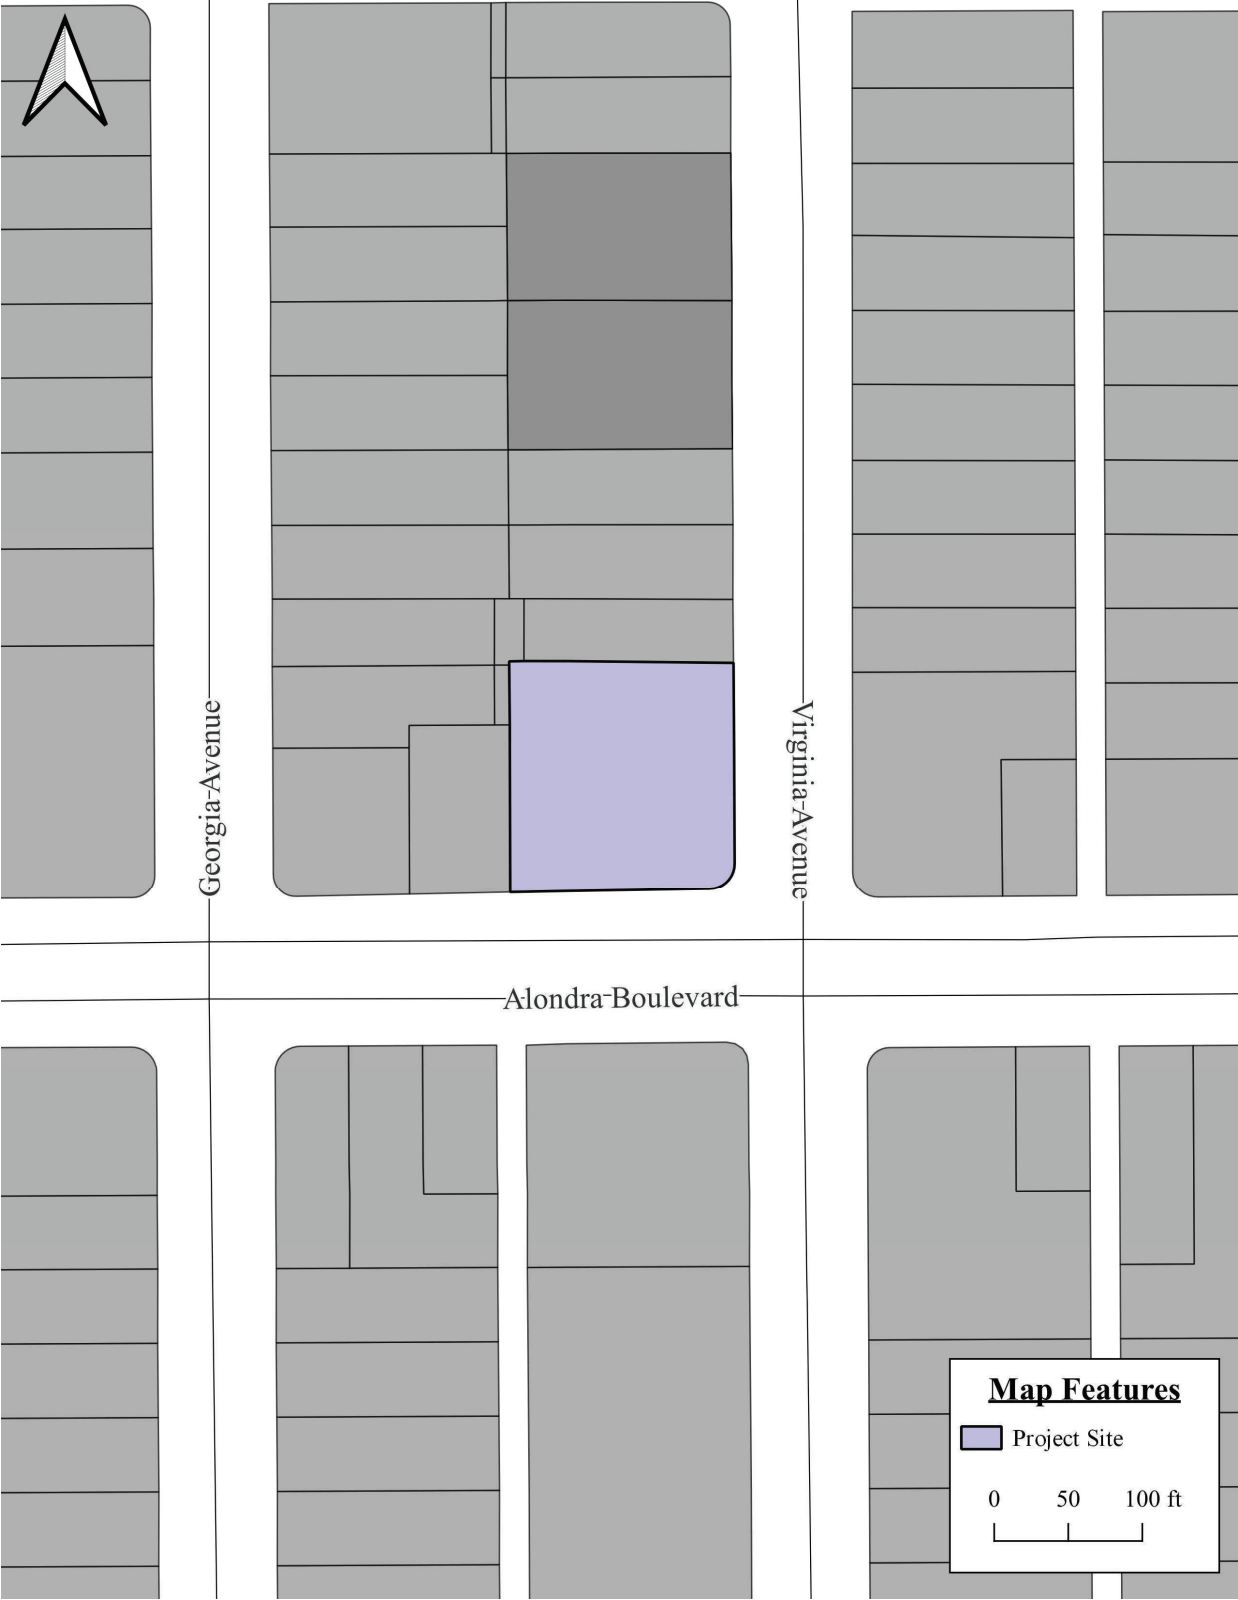 Georgia Avenue
Virginia Avenue
Alondra Boulevard
Map Features
Project Site
0 50 100 ft